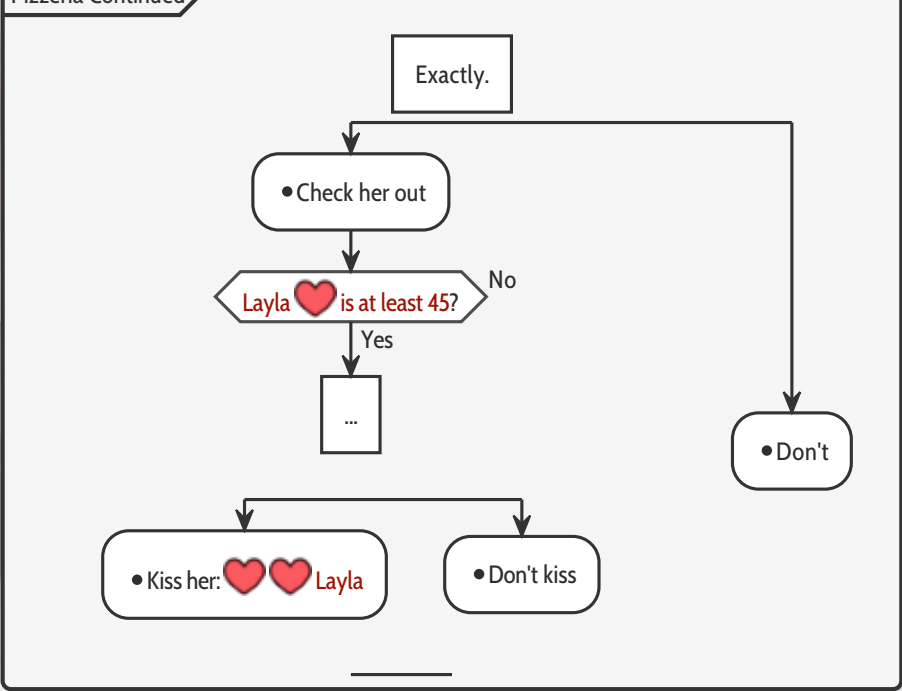 Pizzeria Continued
Exactly.
•Check her out
Layla is at least 45?
No
Yes
...
•Don't
•Kiss her: Layla
•Don't kiss